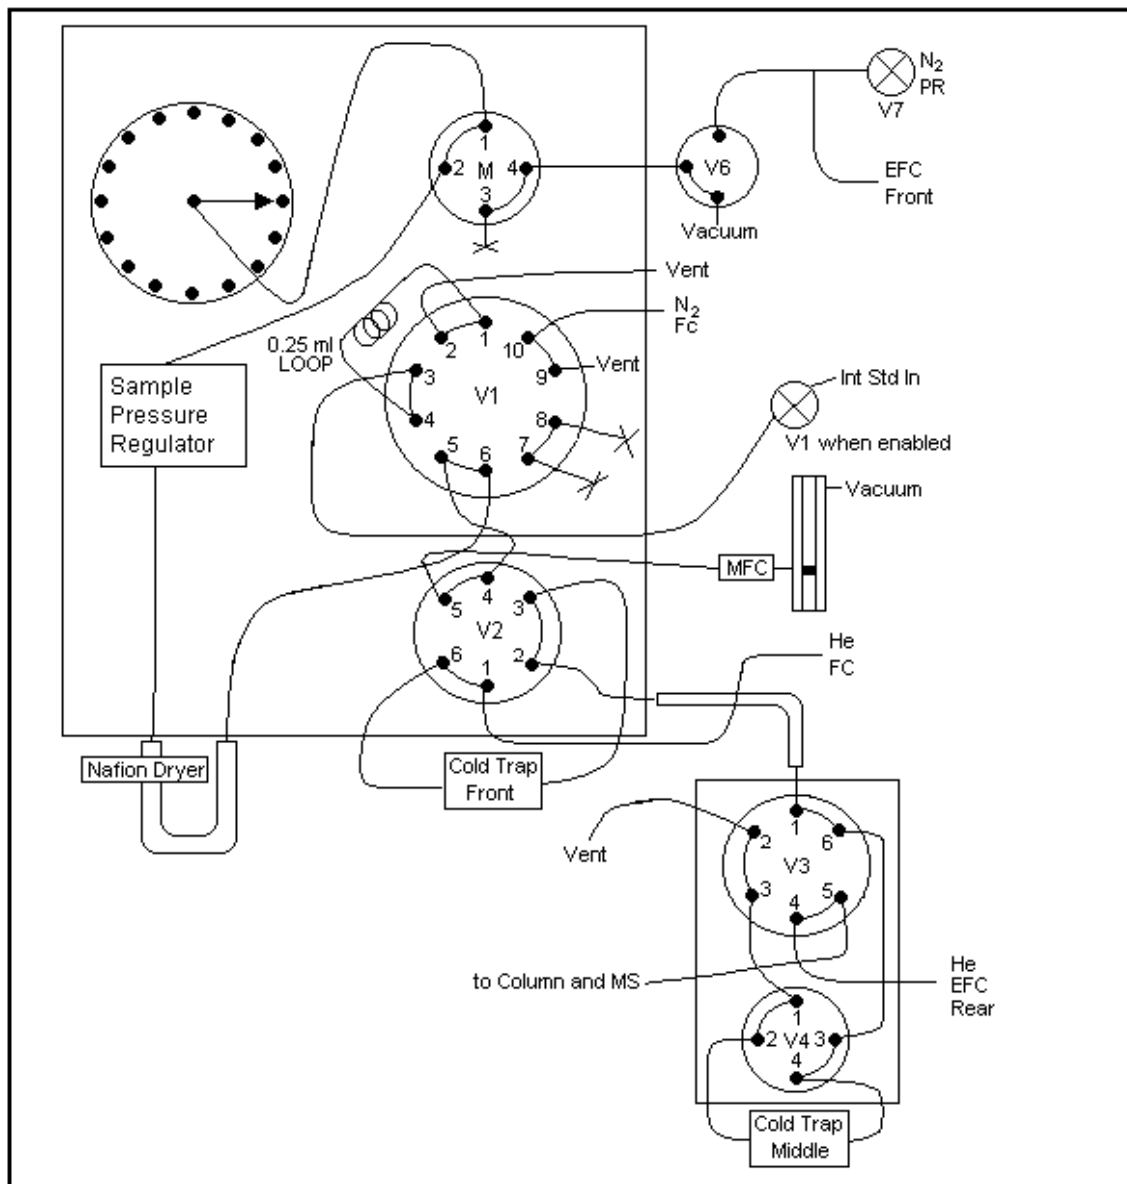 N2
PR
V7
EFC
Front
1
2 M 4
3
V6
Vacuum
Vent
N2
Fc
0.25 ml
LOOP
1
2 10
Vent
3 9
V1
4 8
5 6 7
Int Std In
V1 when enabled
Sample
Pressure
Regulator
Vacuum
MFC
4
5 3
V2
6 1 2
He
FC
Nafion Dryer
Cold Trap
Front
Vent
1
2 6
V3
3 4 5
to Column and MS
He
EFC
Rear
1
2 V4 3
4
Cold Trap
Middle